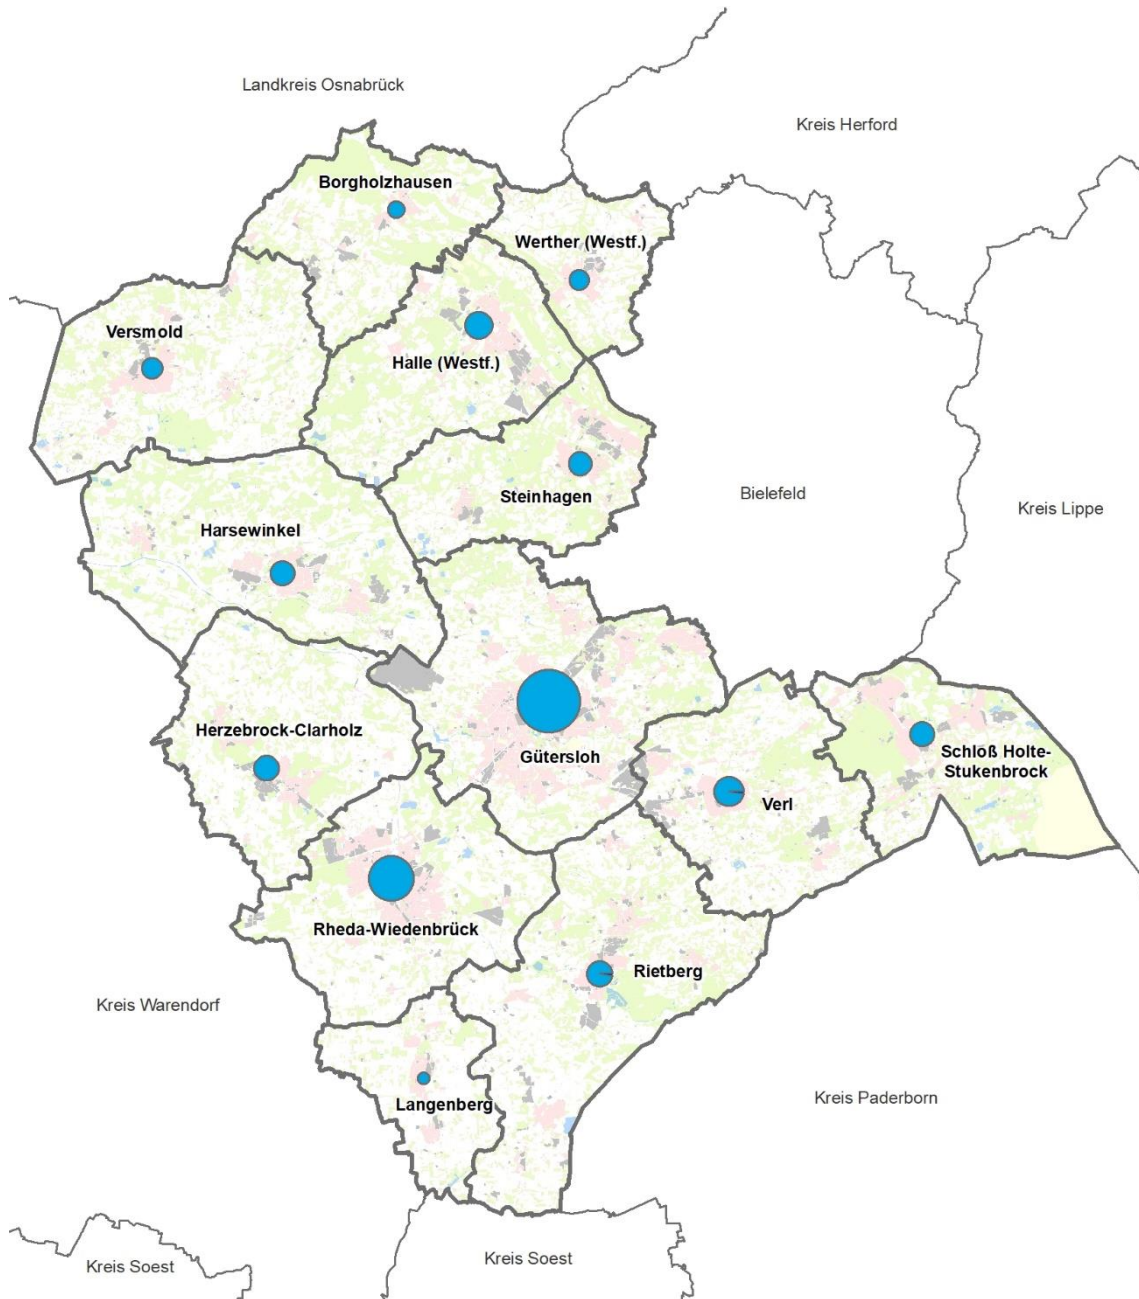 Landkreis Osnabrück
Kreis Herford
Borgholzhausen
Werther (Westf.)
Versmold
Halle (Westf.)
Steinhagen
Bielefeld
Kreis Lippe
Harsewinkel
Herzebrock-Clarholz
Gütersloh
Schloß Holte-
Stukenbrock
Verl
Rheda-Wiedenbrück
Rietberg
Kreis Warendorf
Langenberg
Kreis Paderborn
Kreis Soest
Kreis Soest